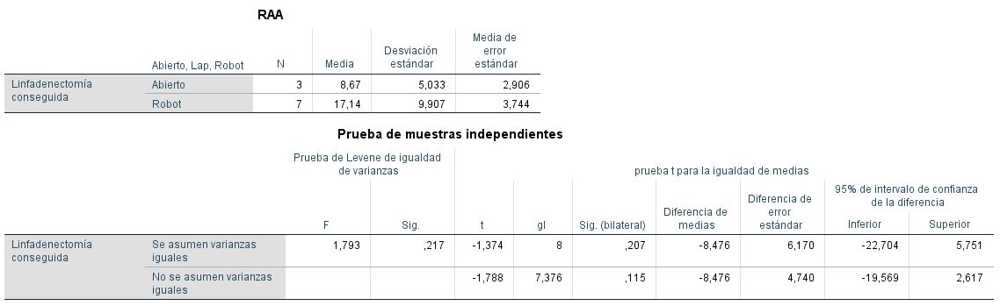 RAA
Abierto, Lap, Robot N Media Desviación estándar Media de error estándar
Linfadenectomía conseguida Abierto 3 8,67 5,033 2,906
Robot 7 17,14 9,907 3,744
Prueba de muestras independientes
Prueba de Levene de igualdad de varianzas prueba t para la igualdad de medias
95% de intervalo de confianza de la diferencia
F Sig. t gl Sig. (bilateral) Diferencia de medias Diferencia de error estándar Inferior Superior
Linfadenectomía conseguida Se asumen varianzas iguales 1,793 ,217 -1,374 8 ,207 -8,476 6,170 -22,704 5,751
No se asumen varianzas iguales -1,788 7,376 ,115 -8,476 4,740 -19,569 2,617